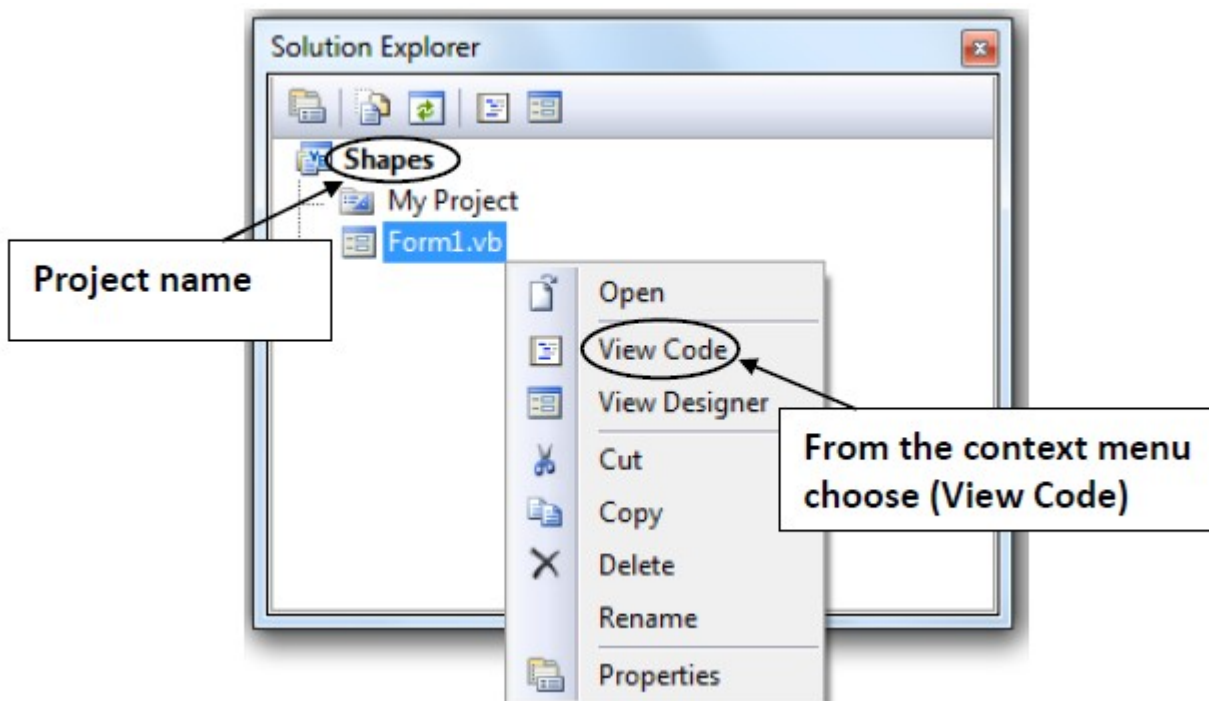 Solution Explorer
Shapes
My Project
Form1.vb
Project name
Open
View Code
View Designer
From the context menu
choose (View Code)
Cut
Copy
Delete
Rename
Properties